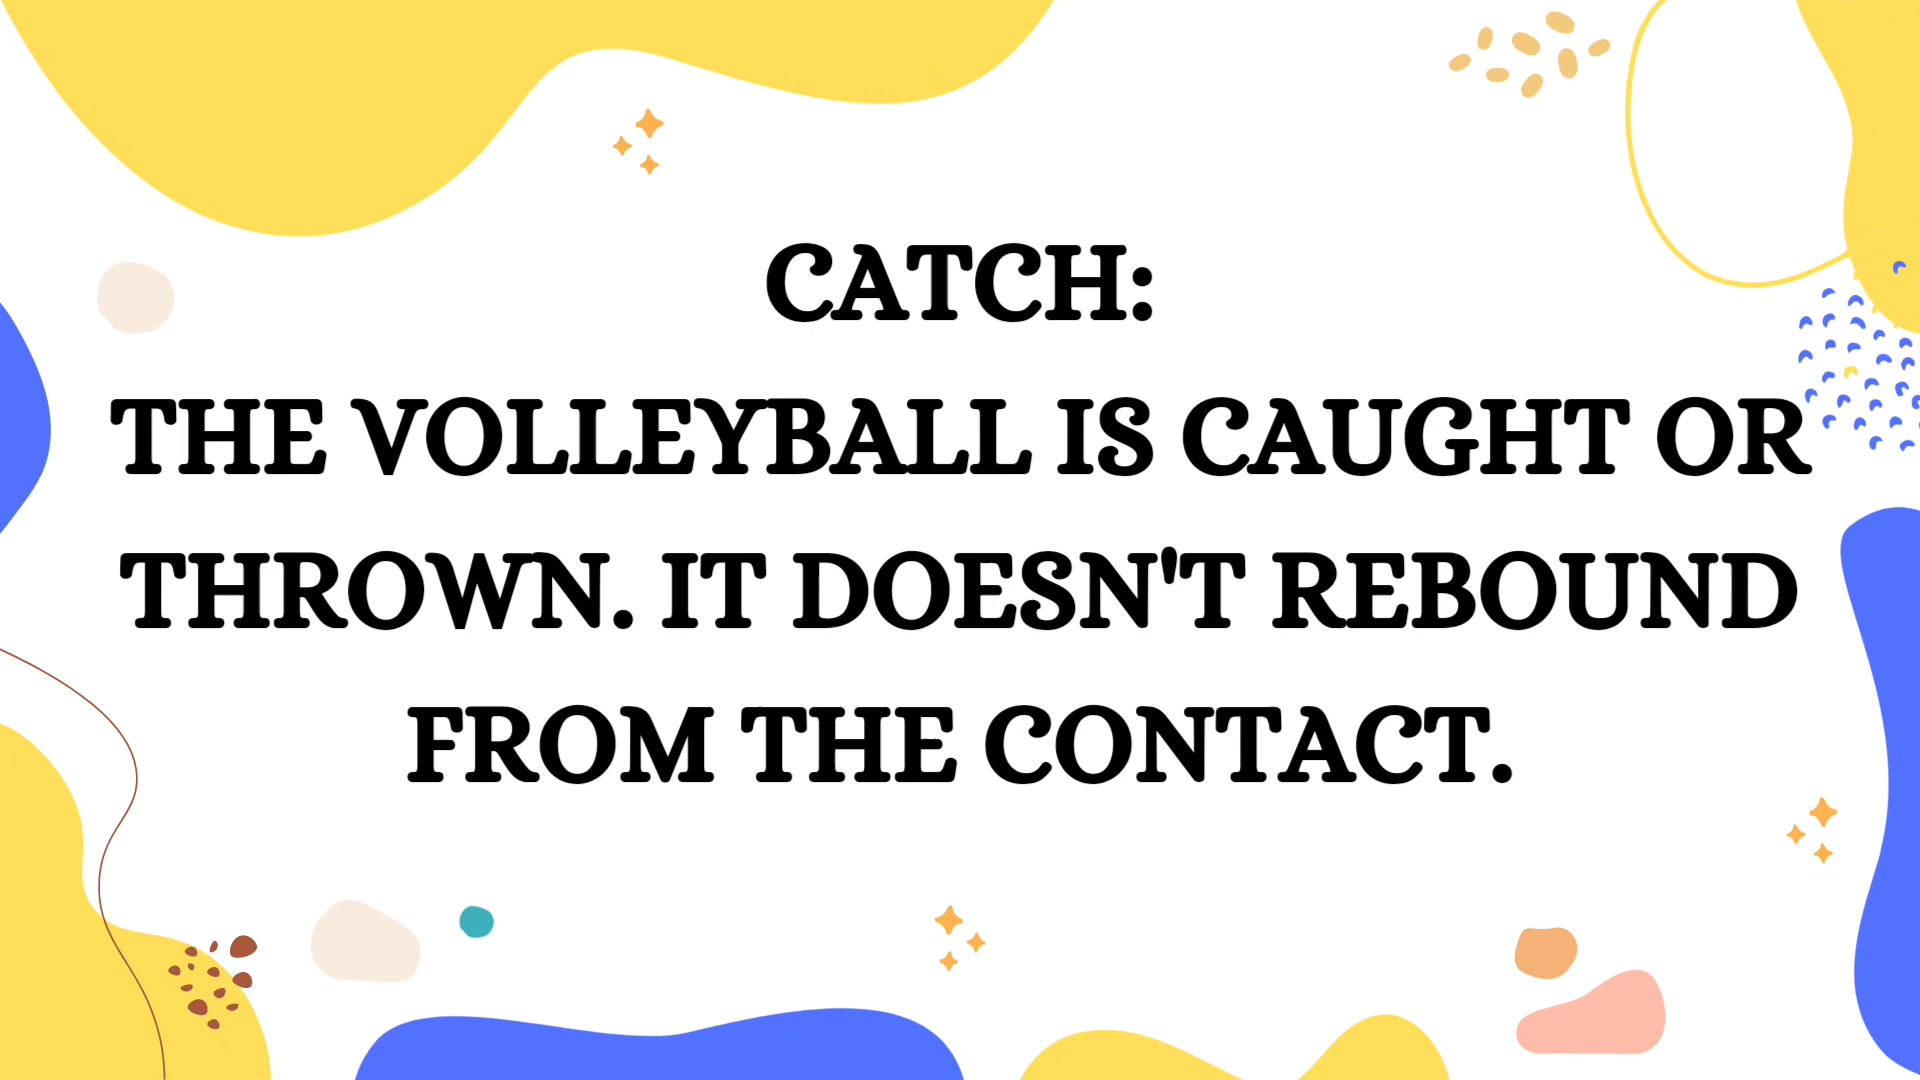 CATCH:
THE VOLLEYBALL IS CAUGHT OR
THROWN. IT DOESN'T REBOUND
FROM THE CONTACT.